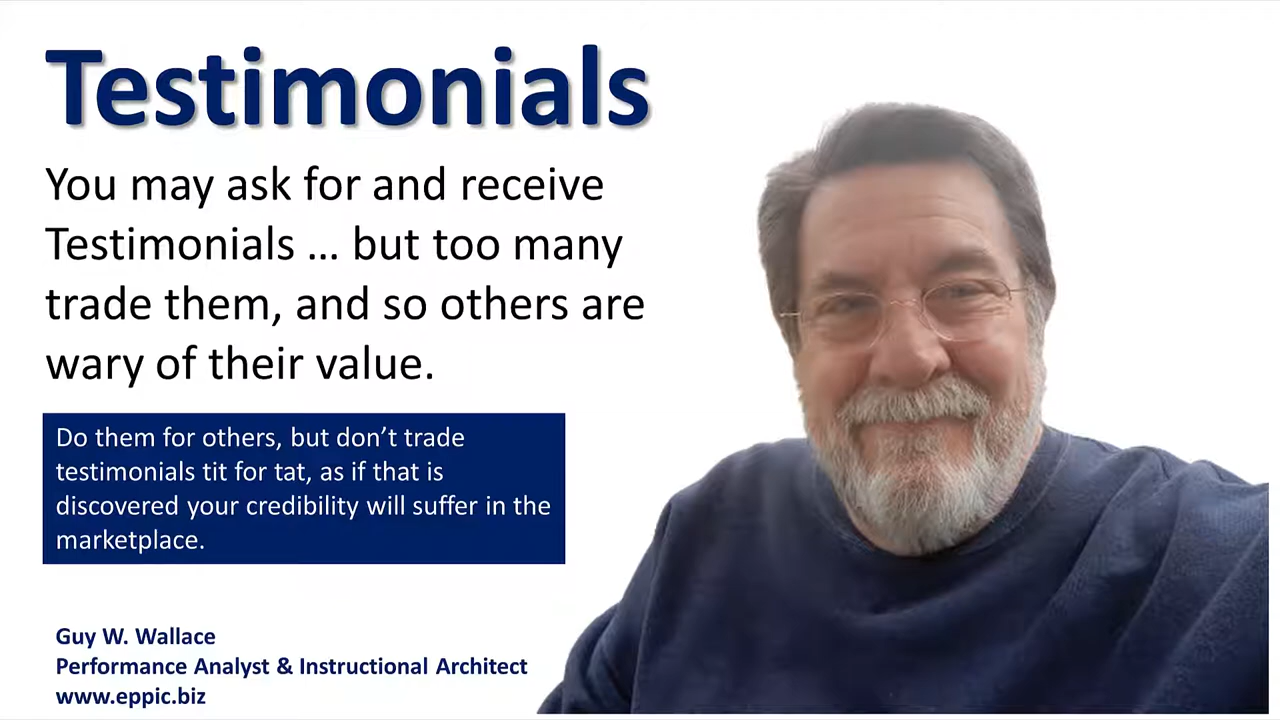 Testimonials
You may ask for and receive
Testimonials ... but too many
trade them, and so others are
wary of their value.
Do them for others, but don’t trade
testimonials tit for tat, as if that is
discovered your credibility will suffer in the
marketplace.
Guy W. Wallace
Performance Analyst & Instructional Architect
www.eppic.biz